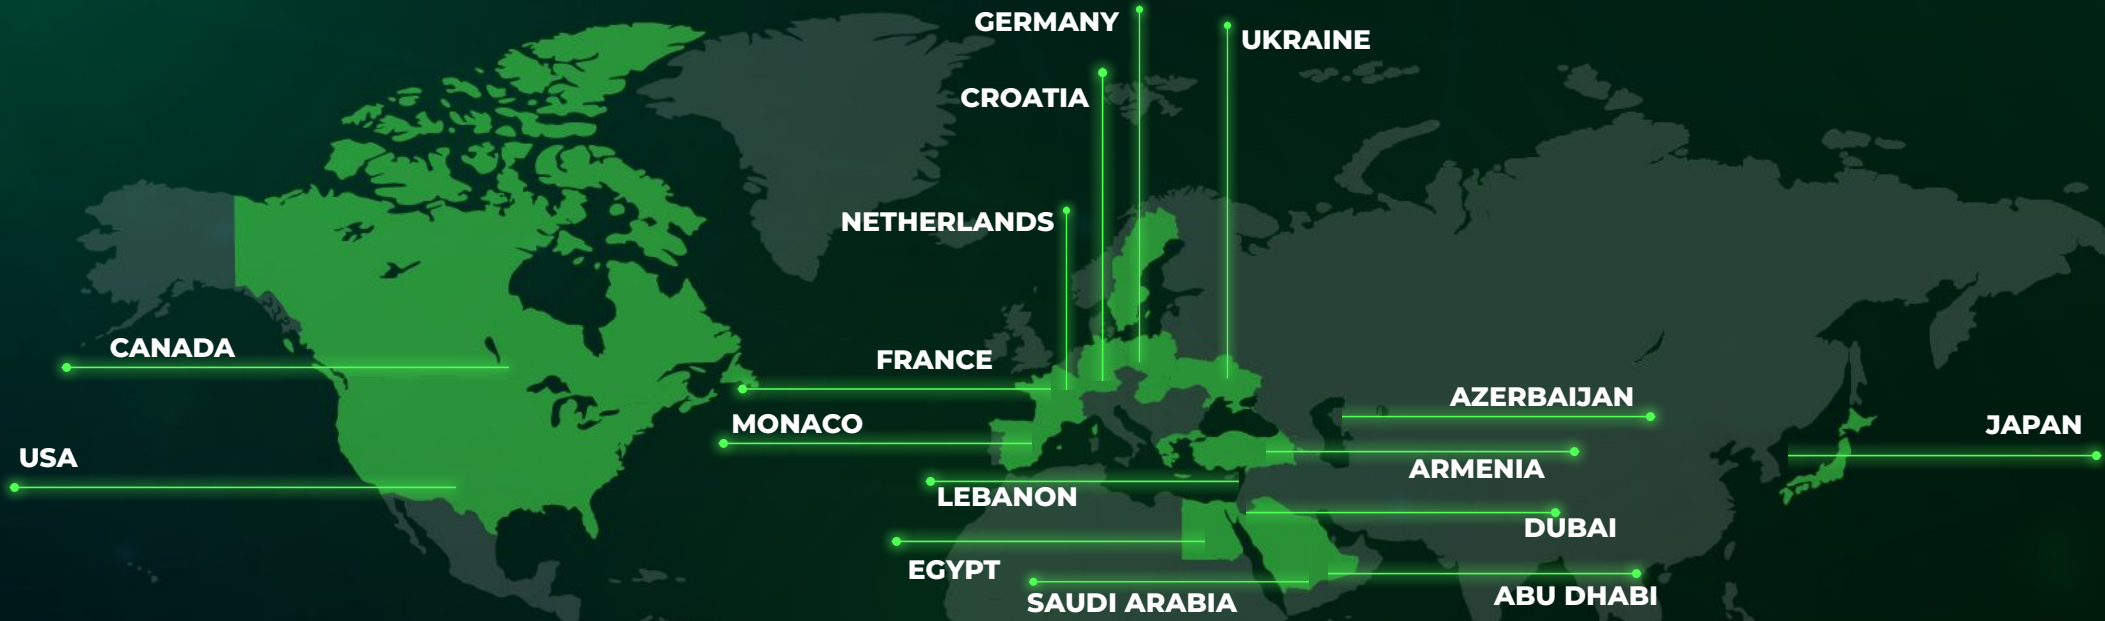 GERMANY
UKRAINE
CROATIA
NETHERLANDS
CANADA
FRANCE
AZERBAIJAN
MONACO
JAPAN
USA
ARMENIA
LEBANON
DUBAI
EGYPT
ABU DHABI
SAUDI ARABIA